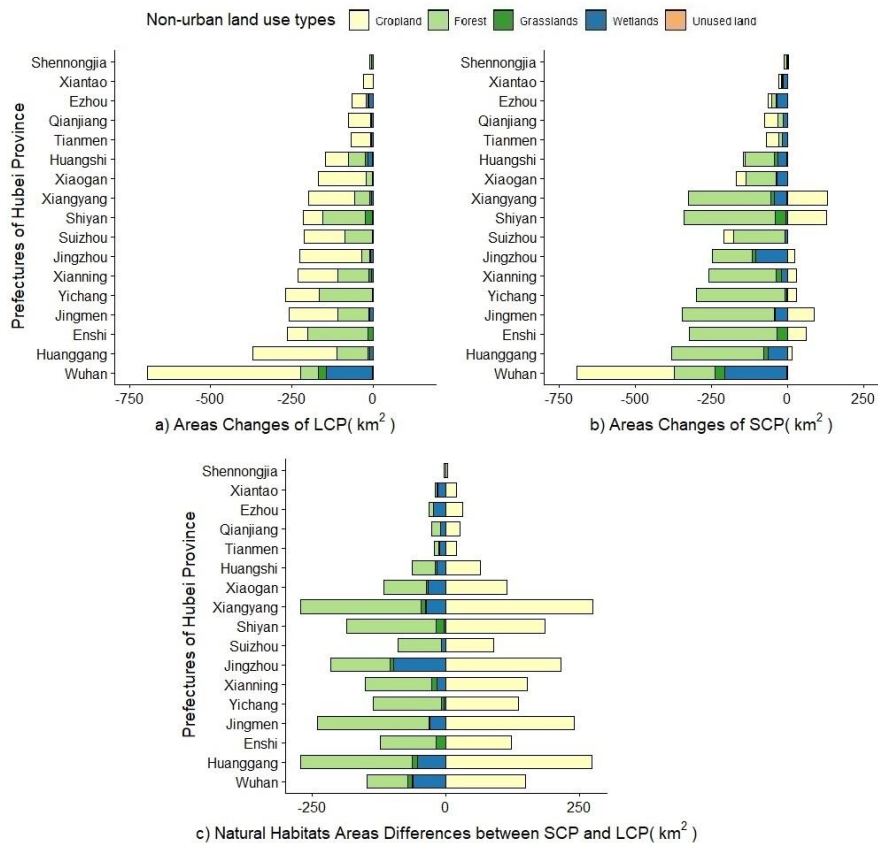 Non-urban land use types Cropland Forest Grasslands Wetlands Unused land
Prefectures of Hubei Province
Shennongjia
Xiantao
Ezhou
Qianjiang
Tianmen
Huangshi
Xiaogan
Xiangyang
Shiyan
Suizhou
Jingzhou
Xianning
Yichang
Jingmen
Enshi
Huanggang
Wuhan
-750 -500 -250 0
a) Areas Changes of LCP( km²)
Shennongjia
Xiantao
Ezhou
Qianjiang
Tianmen
Huangshi
Xiaogan
Xiangyang
Shiyan
Suizhou
Jingzhou
Xianning
Yichang
Jingmen
Enshi
Huanggang
Wuhan
-750 -500 -250 0 250
b) Areas Changes of SCP( km²)
Prefectures of Hubei Province
Shennongjia
Xiantao
Ezhou
Qianjiang
Tianmen
Huangshi
Xiaogan
Xiangyang
Shiyan
Suizhou
Jingzhou
Xianning
Yichang
Jingmen
Enshi
Huanggang
Wuhan
-250 0 250
c) Natural Habitats Areas Differences between SCP and LCP( km²)